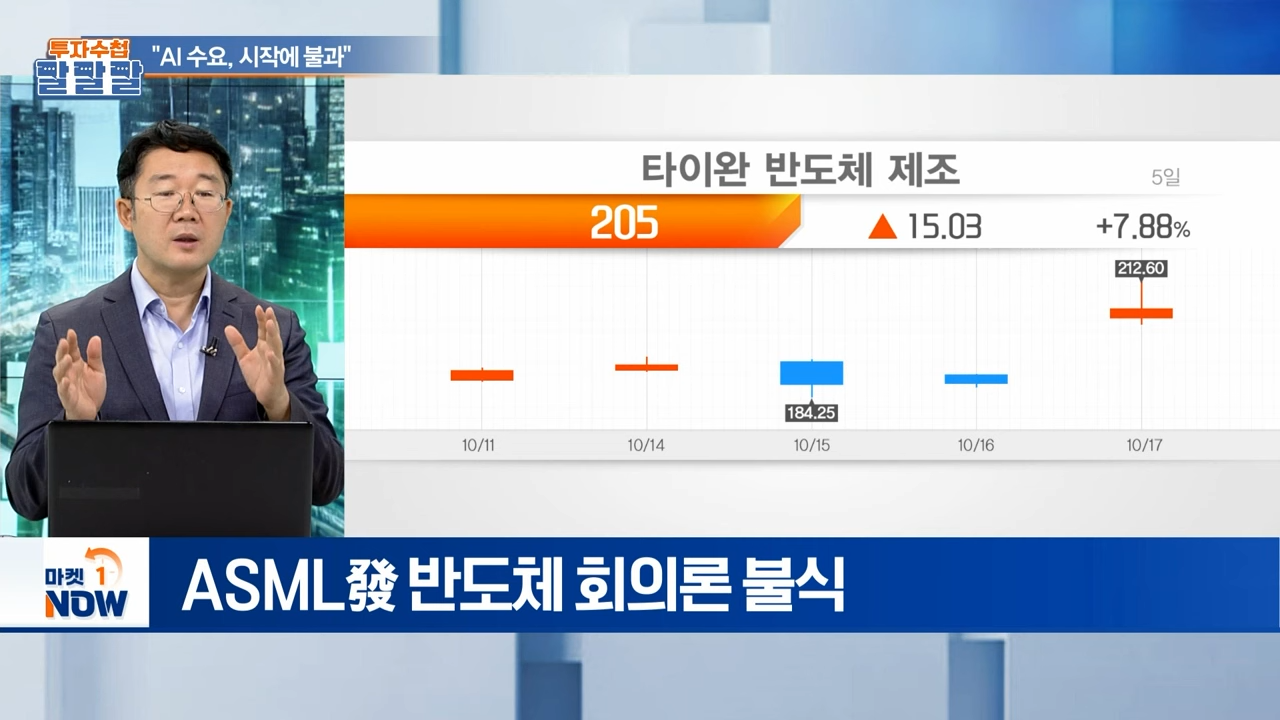 투자수첩
팔팔팔
"AI 수요, 시작에 불과"
타이완 반도체 제조
5일
205
▲ 15.03
+7.88%
212.60
184.25
10/11
10/14
10/15
10/16
10/17
마켓 1
NOW
ASML發 반도체 회의론 불식